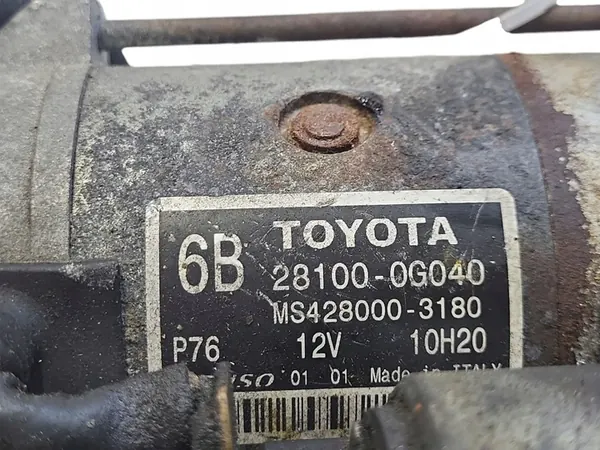 6B TOYOTA
28100-0G040
MS428000-3180
P76 12V 10H20
01 01 Made in ITALY